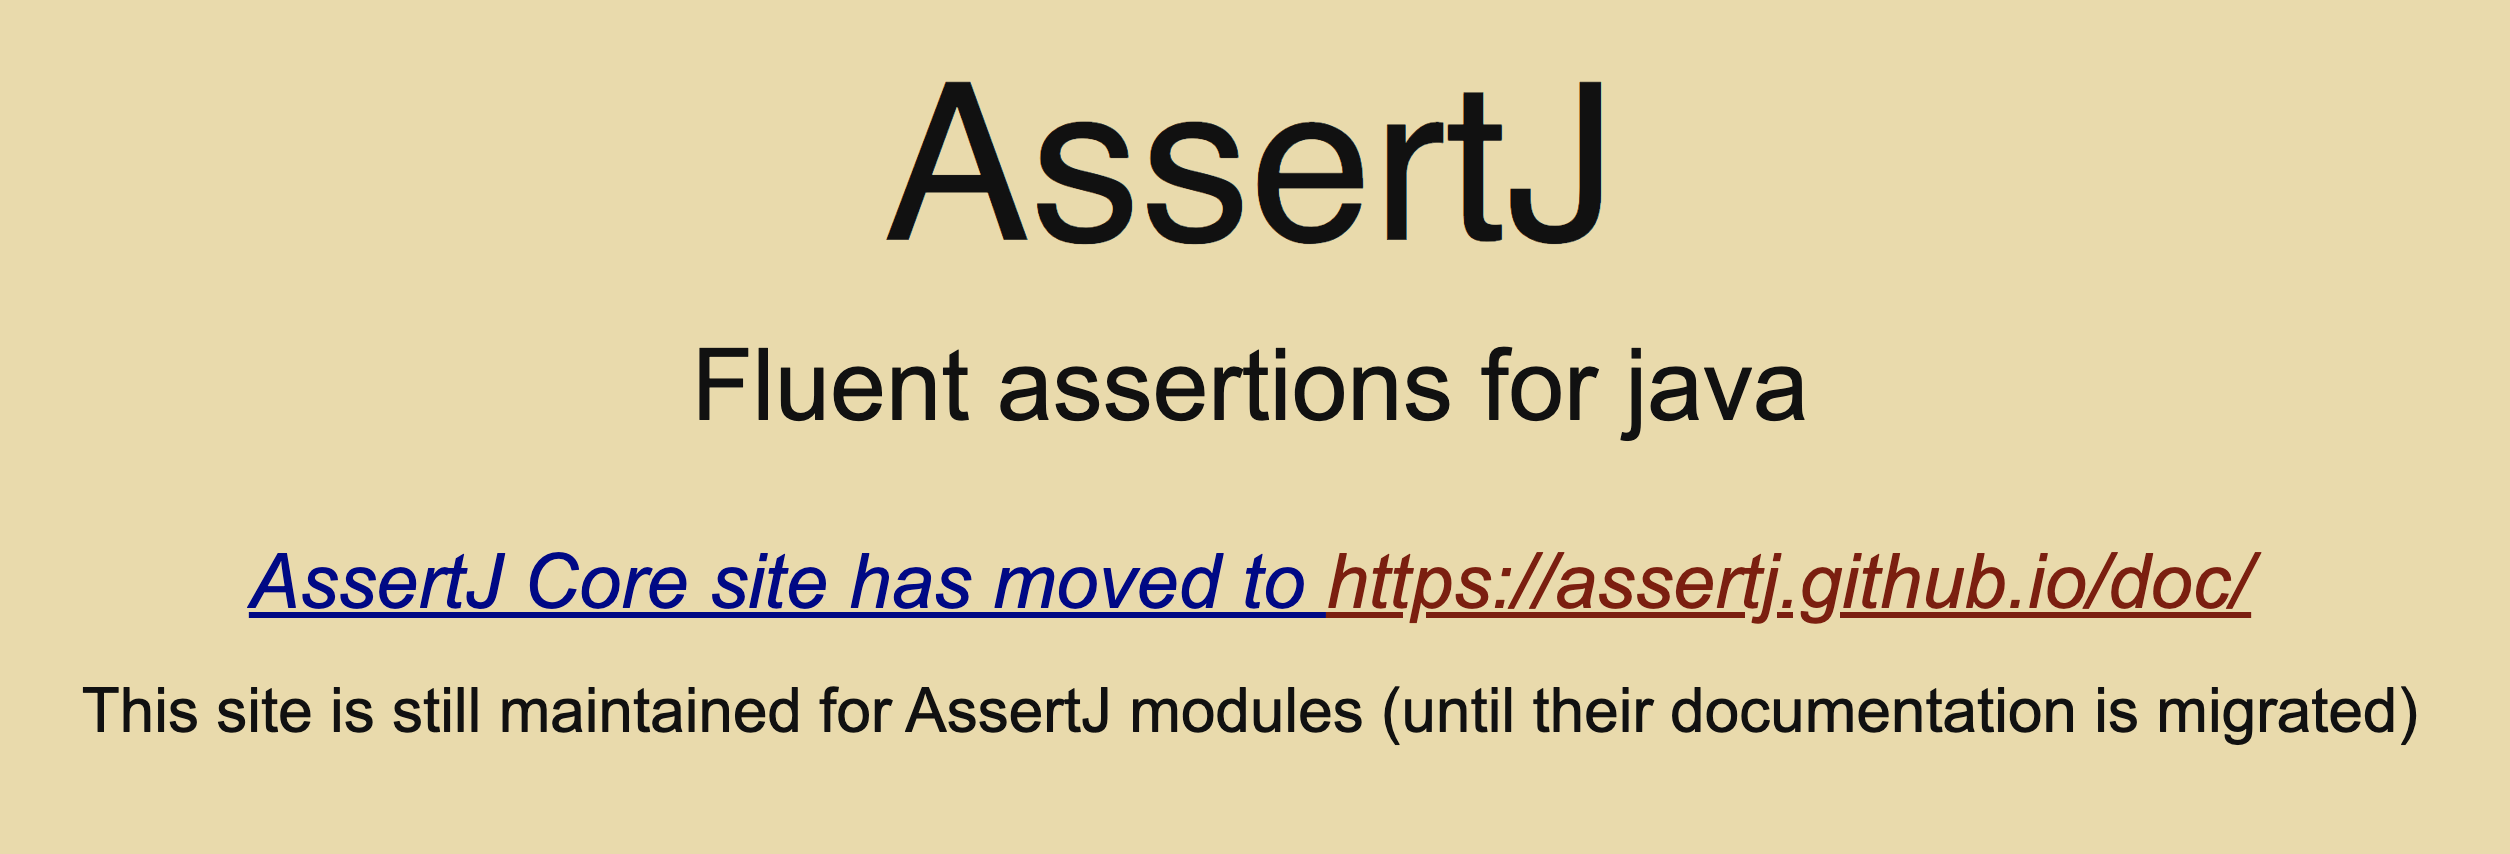 AssertJ
Fluent assertions for java
AssertJ Core site has moved to https://assertj.github.io/doc/
This site is still maintained for AssertJ modules (until their documentation is migrated)